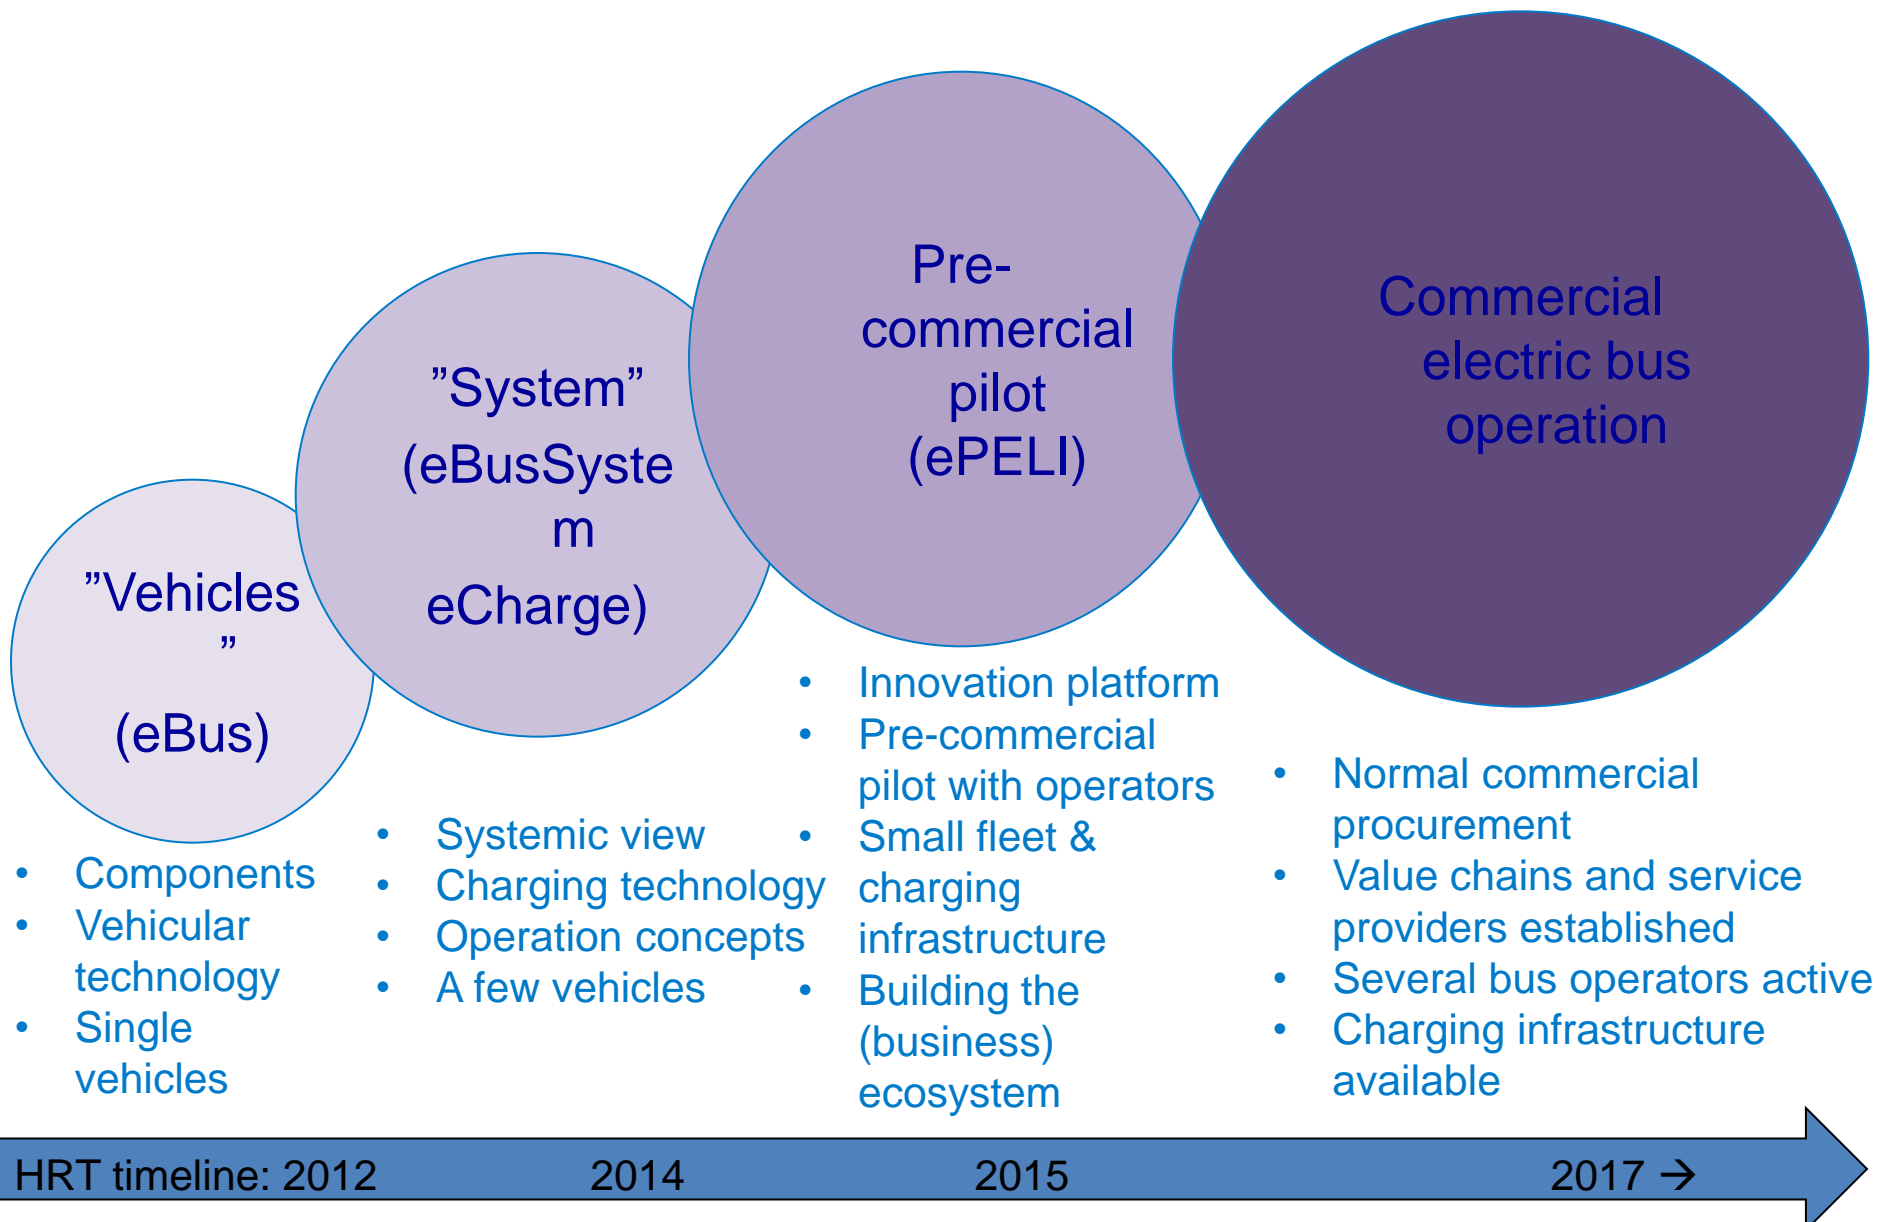 ”Vehicles
”
(eBus)
”System”
(eBusSyste
m
eCharge)
Pre-
commercial
pilot
(ePELI)
Commercial
electric bus
operation
• Components
• Vehicular
technology
• Single
vehicles
• Systemic view
• Charging technology
• Operation concepts
• A few vehicles
• Innovation platform
• Pre-commercial
pilot with operators
• Small fleet &
charging
infrastructure
• Building the
(business)
ecosystem
• Normal commercial
procurement
• Value chains and service
providers established
• Several bus operators active
• Charging infrastructure
available
HRT timeline: 2012 2014 2015 2017 →